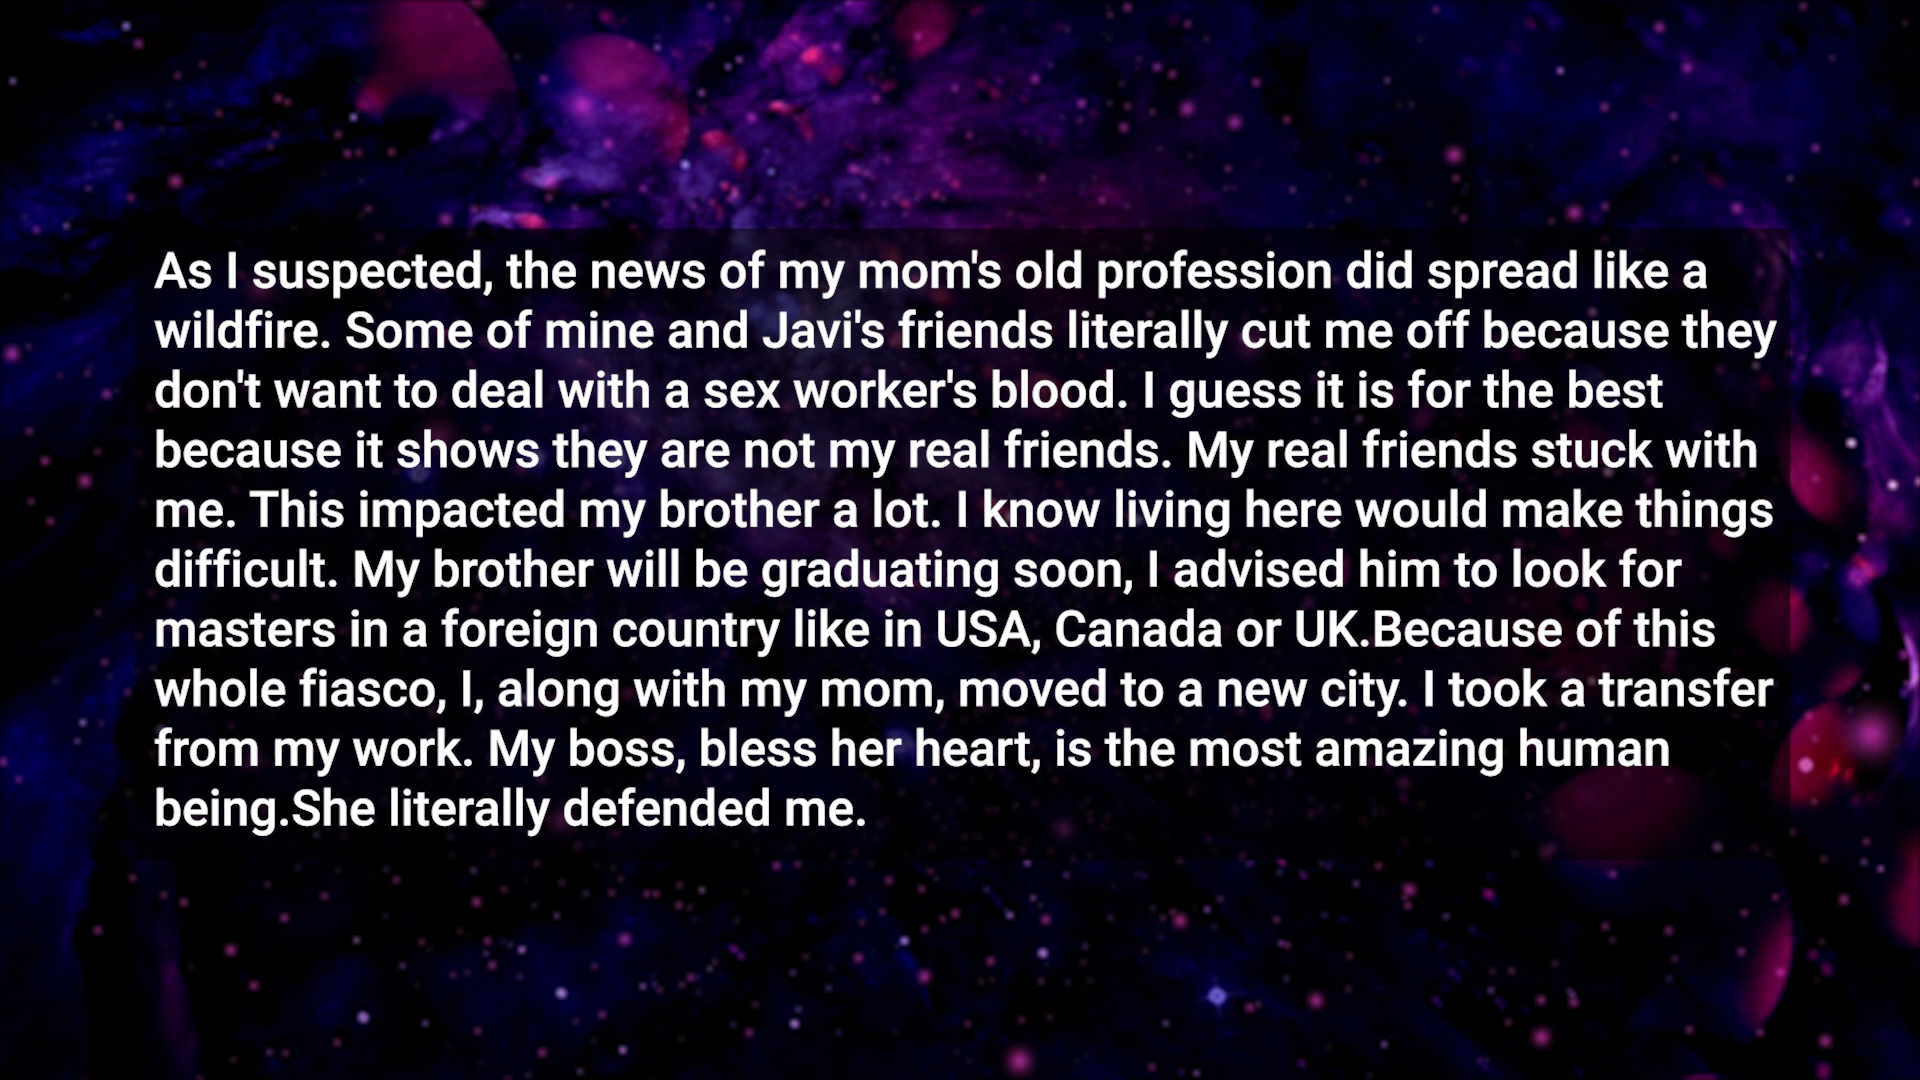 As I suspected, the news of my mom's old profession did spread like a
wildfire. Some of mine and Javi's friends literally cut me off because they
don't want to deal with a sex worker's blood. I guess it is for the best
because it shows they are not my real friends. My real friends stuck with
me. This impacted my brother a lot. I know living here would make things
difficult. My brother will be graduating soon, I advised him to look for
masters in a foreign country like in USA, Canada or UK.Because of this
whole fiasco, I, along with my mom, moved to a new city. I took a transfer
from my work. My boss, bless her heart, is the most amazing human
being.She literally defended me.